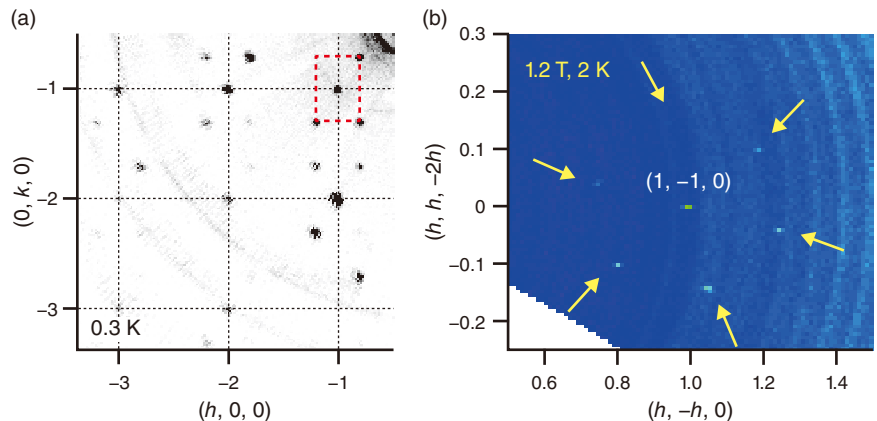 (a)
(0, k, 0)
−1
−2
−3
0.3 K
−3
−2
−1
(h, 0, 0)
(b)
(h, h, −2h)
0.3
0.2
0.1
0
−0.1
−0.2
1.2 T, 2 K
(1, −1, 0)
0.6
0.8
1.0
1.2
1.4
(h, −h, 0)